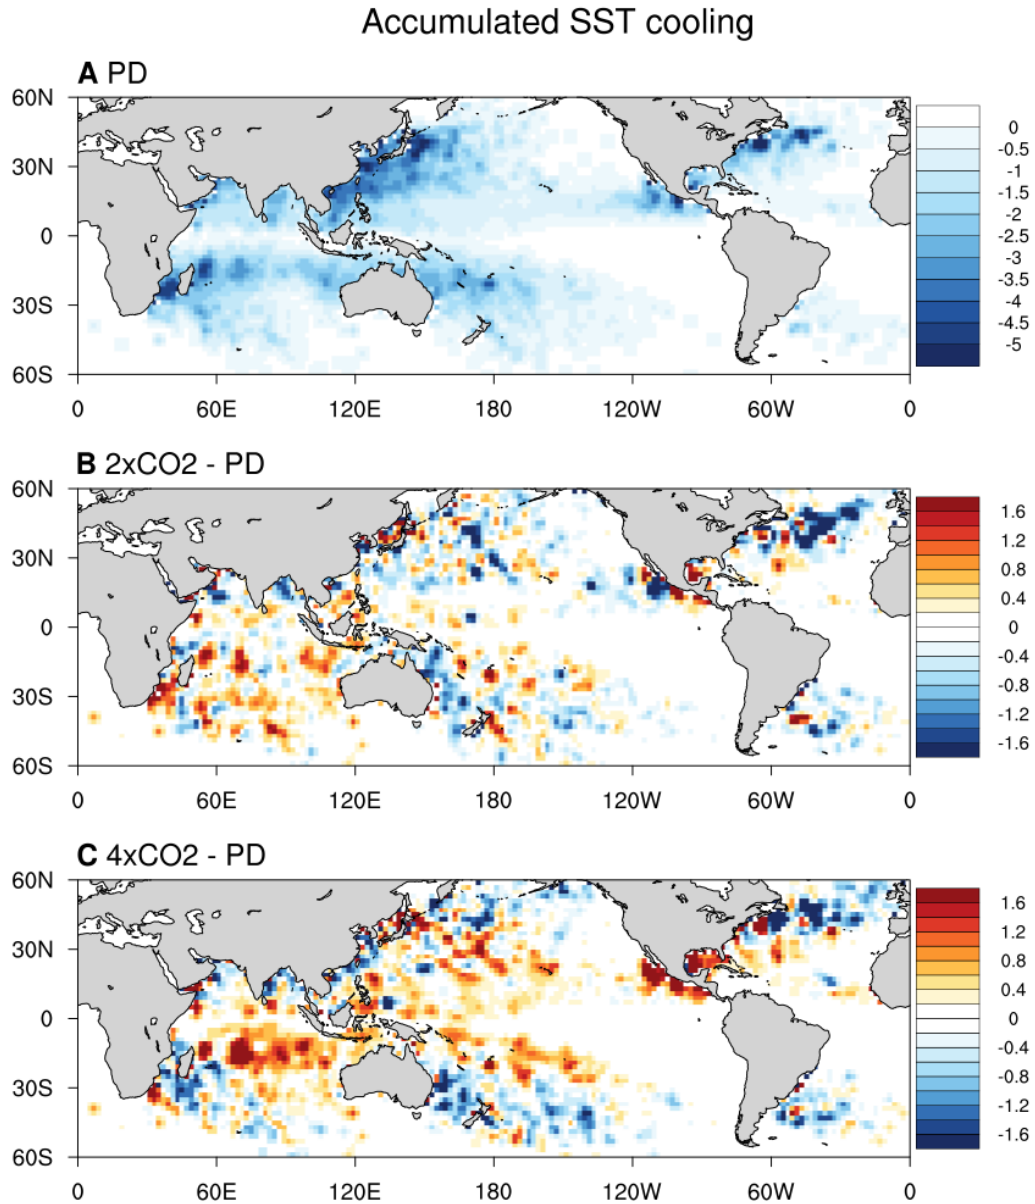 Accumulated SST cooling
A PD
60N
30N
0
30S
60S
0 60E 120E 180 120W 60W 0
0
-0.5
-1
-1.5
-2
-2.5
-3
-3.5
-4
-4.5
-5
B 2xCO2 - PD
60N
30N
0
30S
60S
0 60E 120E 180 120W 60W 0
1.6
1.2
0.8
0.4
0
-0.4
-0.8
-1.2
-1.6
C 4xCO2 - PD
60N
30N
0
30S
60S
0 60E 120E 180 120W 60W 0
1.6
1.2
0.8
0.4
0
-0.4
-0.8
-1.2
-1.6